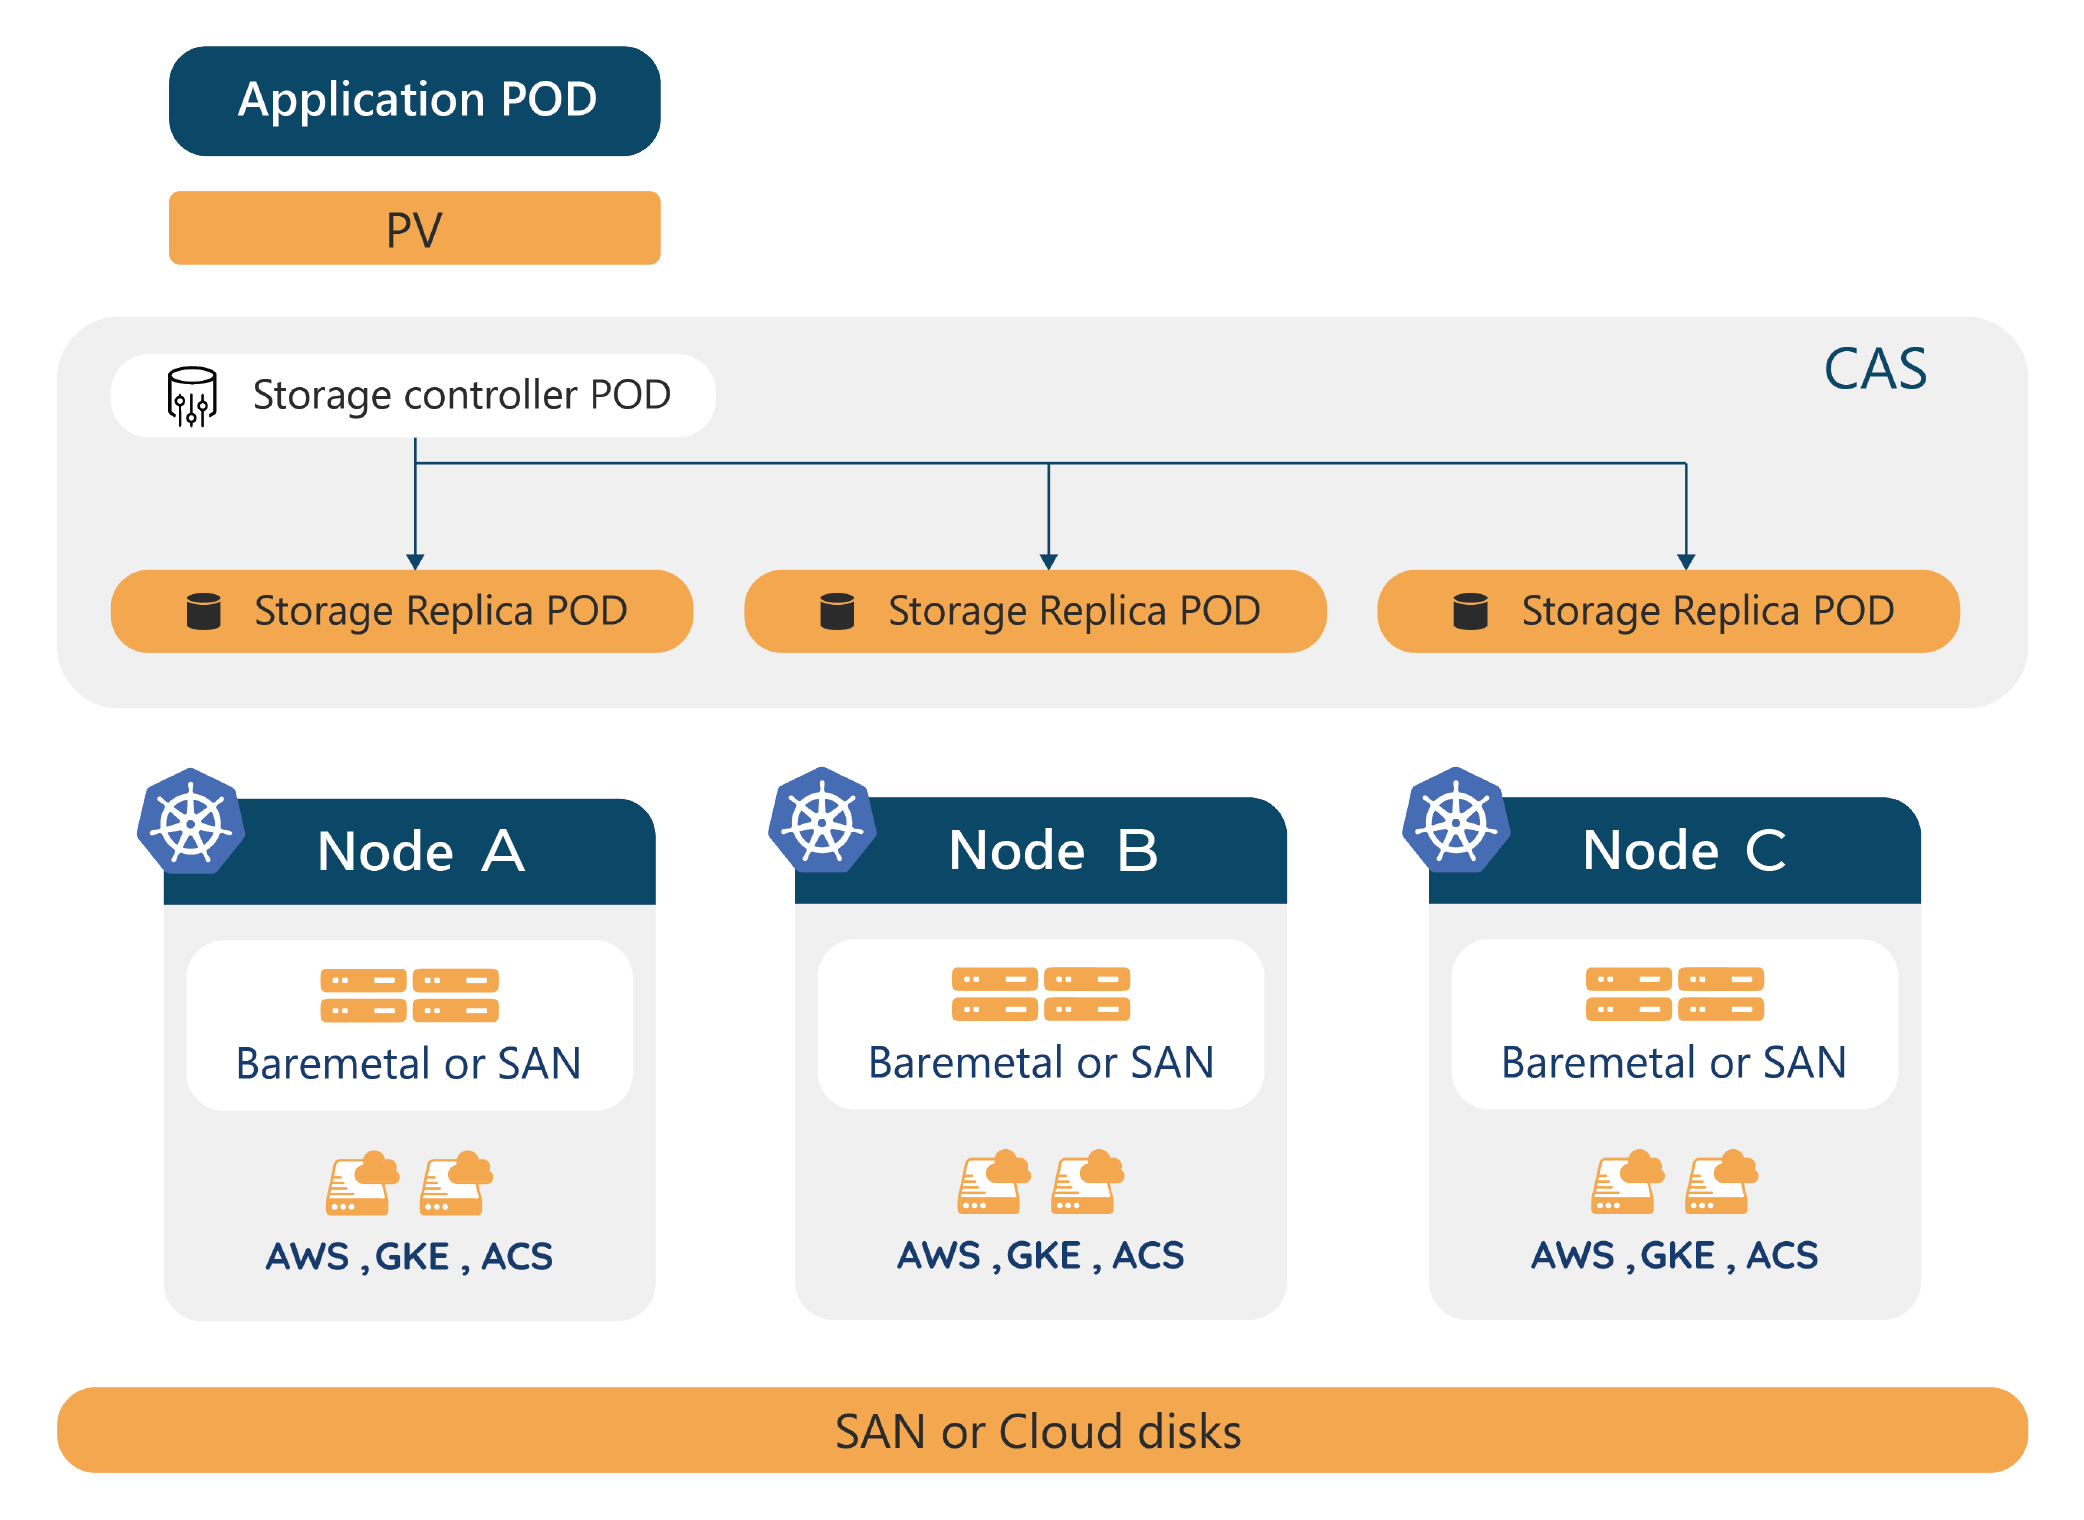 Application POD
PV
CAS
Storage controller POD
Storage Replica POD
Storage Replica POD
Storage Replica POD
Node A
Node B
Node C
Baremetal or SAN
Baremetal or SAN
Baremetal or SAN
AWS ,GKE , ACS
AWS ,GKE , ACS
AWS ,GKE , ACS
SAN or Cloud disks